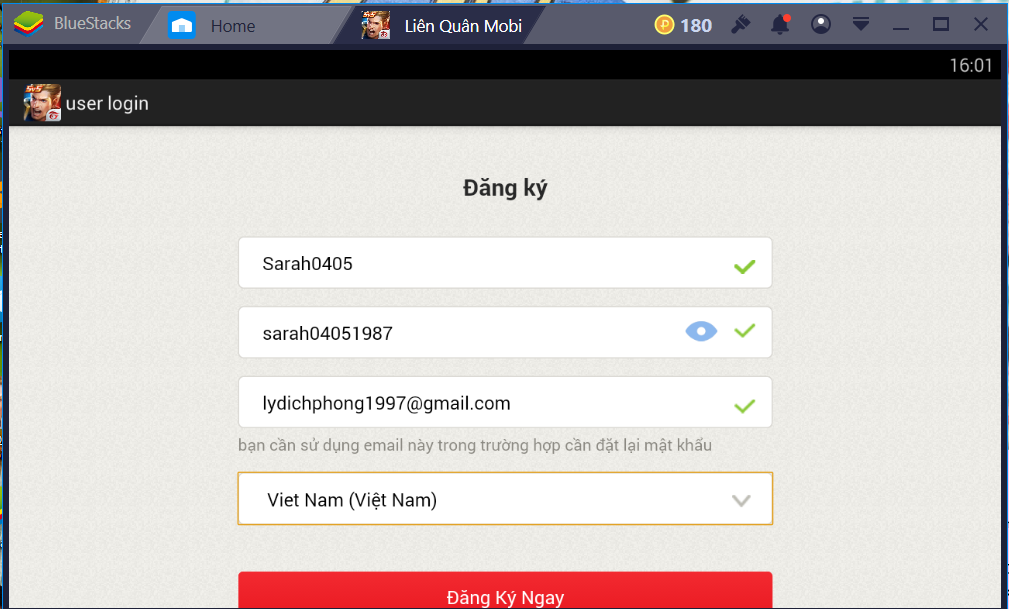 BlueStacks Home Liên Quân Mobi 180
16:01
user login
Đăng ký
Sarah0405
sarah04051987
lydichphong1997@gmail.com
bạn cần sử dụng email này trong trường hợp cần đặt lại mật khẩu
Viet Nam (Việt Nam)
Đăng Ký Ngay